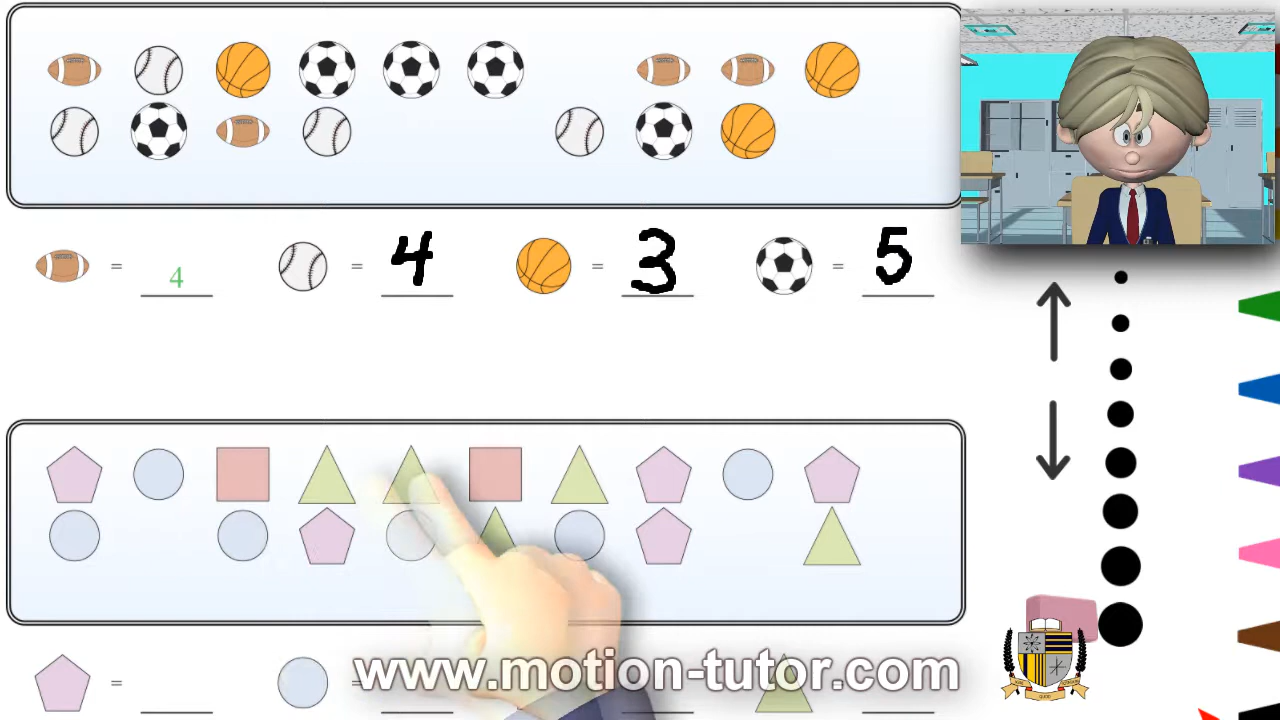 = 4 = 4 = 3 = 5
= =
www.motion-tutor.com